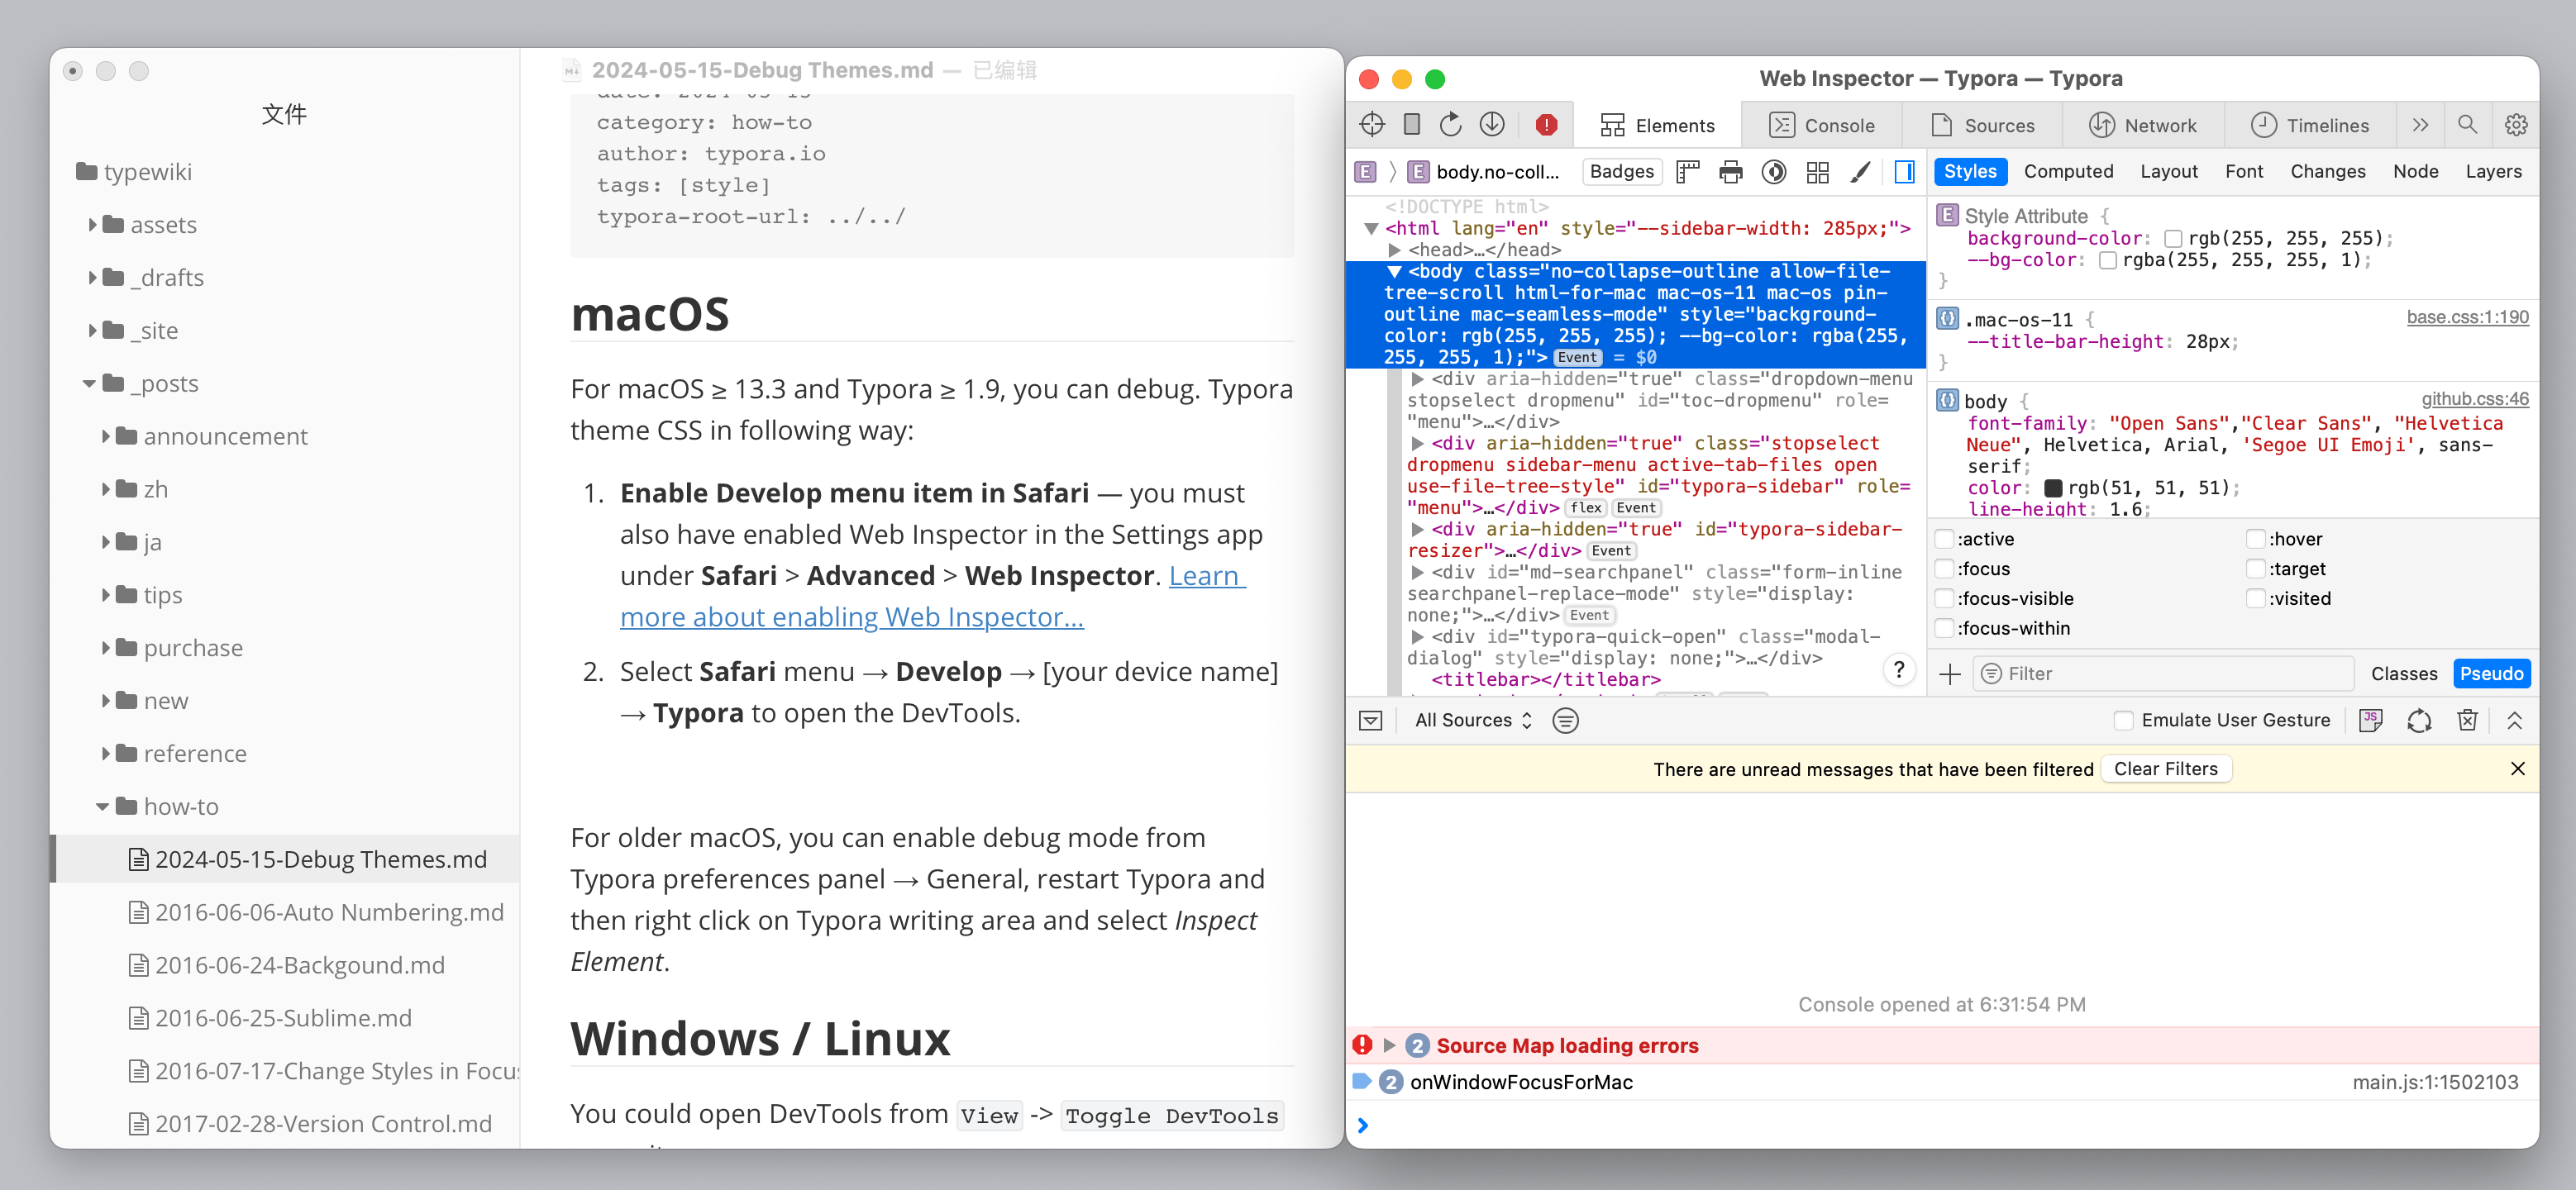 文件
typewiki
assets
_drafts
_site
_posts
announcement
zh
ja
tips
purchase
new
reference
how-to
2024-05-15-Debug Themes.md
2016-06-06-Auto Numbering.md
2016-06-24-Backgound.md
2016-06-25-Sublime.md
2016-07-17-Change Styles in Focu
2017-02-28-Version Control.md
2024-05-15-Debug Themes.md — 已编辑
date: 2024-05-15
category: how-to
author: typora.io
tags: [style]
typora-root-url: ../../
macOS
For macOS ≥ 13.3 and Typora ≥ 1.9, you can debug. Typora
theme CSS in following way:
1. Enable Develop menu item in Safari — you must
also have enabled Web Inspector in the Settings app
under Safari > Advanced > Web Inspector. Learn
more about enabling Web Inspector...
2. Select Safari menu → Develop → [your device name]
→ Typora to open the DevTools.
For older macOS, you can enable debug mode from
Typora preferences panel → General, restart Typora and
then right click on Typora writing area and select Inspect
Element.
Windows / Linux
You could open DevTools from View -> Toggle DevTools
Web Inspector — Typora — Typora
Elements
Console
Sources
Network
Timelines
E 〉 E body.no-coll... Badges
<!DOCTYPE html>
<html lang="en" style="--sidebar-width: 285px;">
<head>…</head>
<body class="no-collapse-outline allow-file-
tree-scroll html-for-mac mac-os-11 mac-os pin-
outline mac-seamless-mode" style="background-
color: rgb(255, 255, 255); --bg-color: rgba(255,
255, 255, 1);"> Event = $0
<div aria-hidden="true" class="dropdown-menu
stopselect dropmenu" id="toc-dropmenu" role=
"menu">…</div>
<div aria-hidden="true" class="stopselect
dropmenu sidebar-menu active-tab-files open
use-file-tree-style" id="typora-sidebar" role=
"menu">…</div> flex Event
<div aria-hidden="true" id="typora-sidebar-
resizer">…</div> Event
<div id="md-searchpanel" class="form-inline
searchpanel-replace-mode" style="display:
none;">…</div> Event
<div id="typora-quick-open" class="modal-
dialog" style="display: none;">…</div>
<titlebar></titlebar>
?
Styles Computed Layout Font Changes Node Layers
E Style Attribute {
background-color: rgb(255, 255, 255);
--bg-color: rgba(255, 255, 255, 1);
}
.mac-os-11 { base.css:1:190
--title-bar-height: 28px;
}
body { github.css:46
font-family: "Open Sans","Clear Sans", "Helvetica
Neue", Helvetica, Arial, 'Segoe UI Emoji', sans-
serif;
color: rgb(51, 51, 51);
line-height: 1.6;
:active :hover
:focus :target
:focus-visible :visited
:focus-within
Filter Classes Pseudo
All Sources Emulate User Gesture
There are unread messages that have been filtered Clear Filters
Console opened at 6:31:54 PM
2 Source Map loading errors
2 onWindowFocusForMac main.js:1:1502103